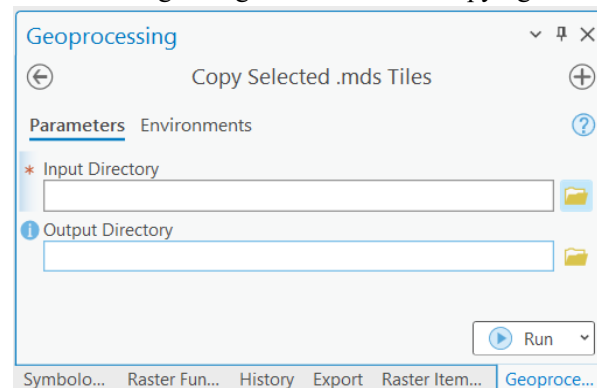 Geoprocessing
Copy Selected .mds Tiles
Parameters Environments
* Input Directory
Output Directory
Run
Symbolo... Raster Fun... History Export Raster Item... Geoproce...